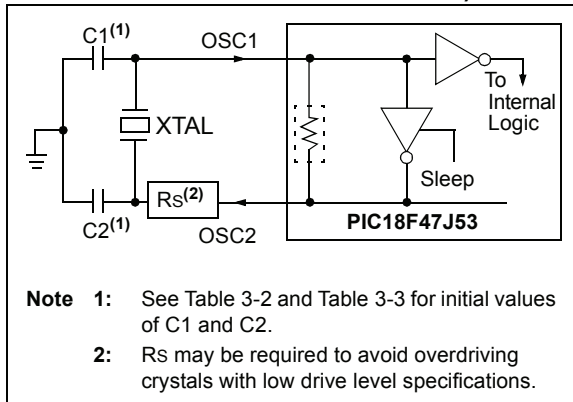 C1(1)
OSC1
To
Internal
Logic
XTAL
Sleep
RS(2)
C2(1)
OSC2
PIC18F47J53
Note 1: See Table 3-2 and Table 3-3 for initial values
of C1 and C2.
2: RS may be required to avoid overdriving
crystals with low drive level specifications.